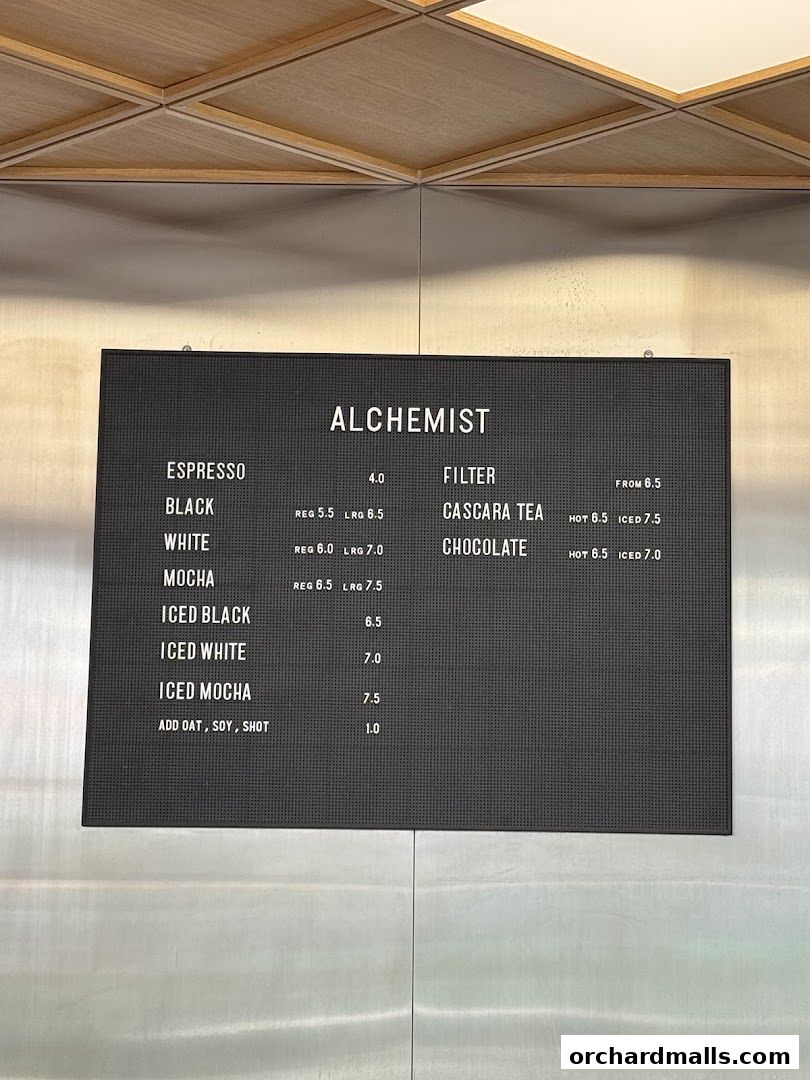 ALCHEMIST
ESPRESSO 4.0
BLACK REG 5.5 LRG 6.5
WHITE REG 6.0 LRG 7.0
MOCHA REG 6.5 LRG 7.5
ICED BLACK 6.5
ICED WHITE 7.0
ICED MOCHA 7.5
ADD OAT , SOY , SHOT 1.0
FILTER FROM 6.5
CASCARA TEA HOT 6.5 ICED 7.5
CHOCOLATE HOT 6.5 ICED 7.0
orchardmalls.com